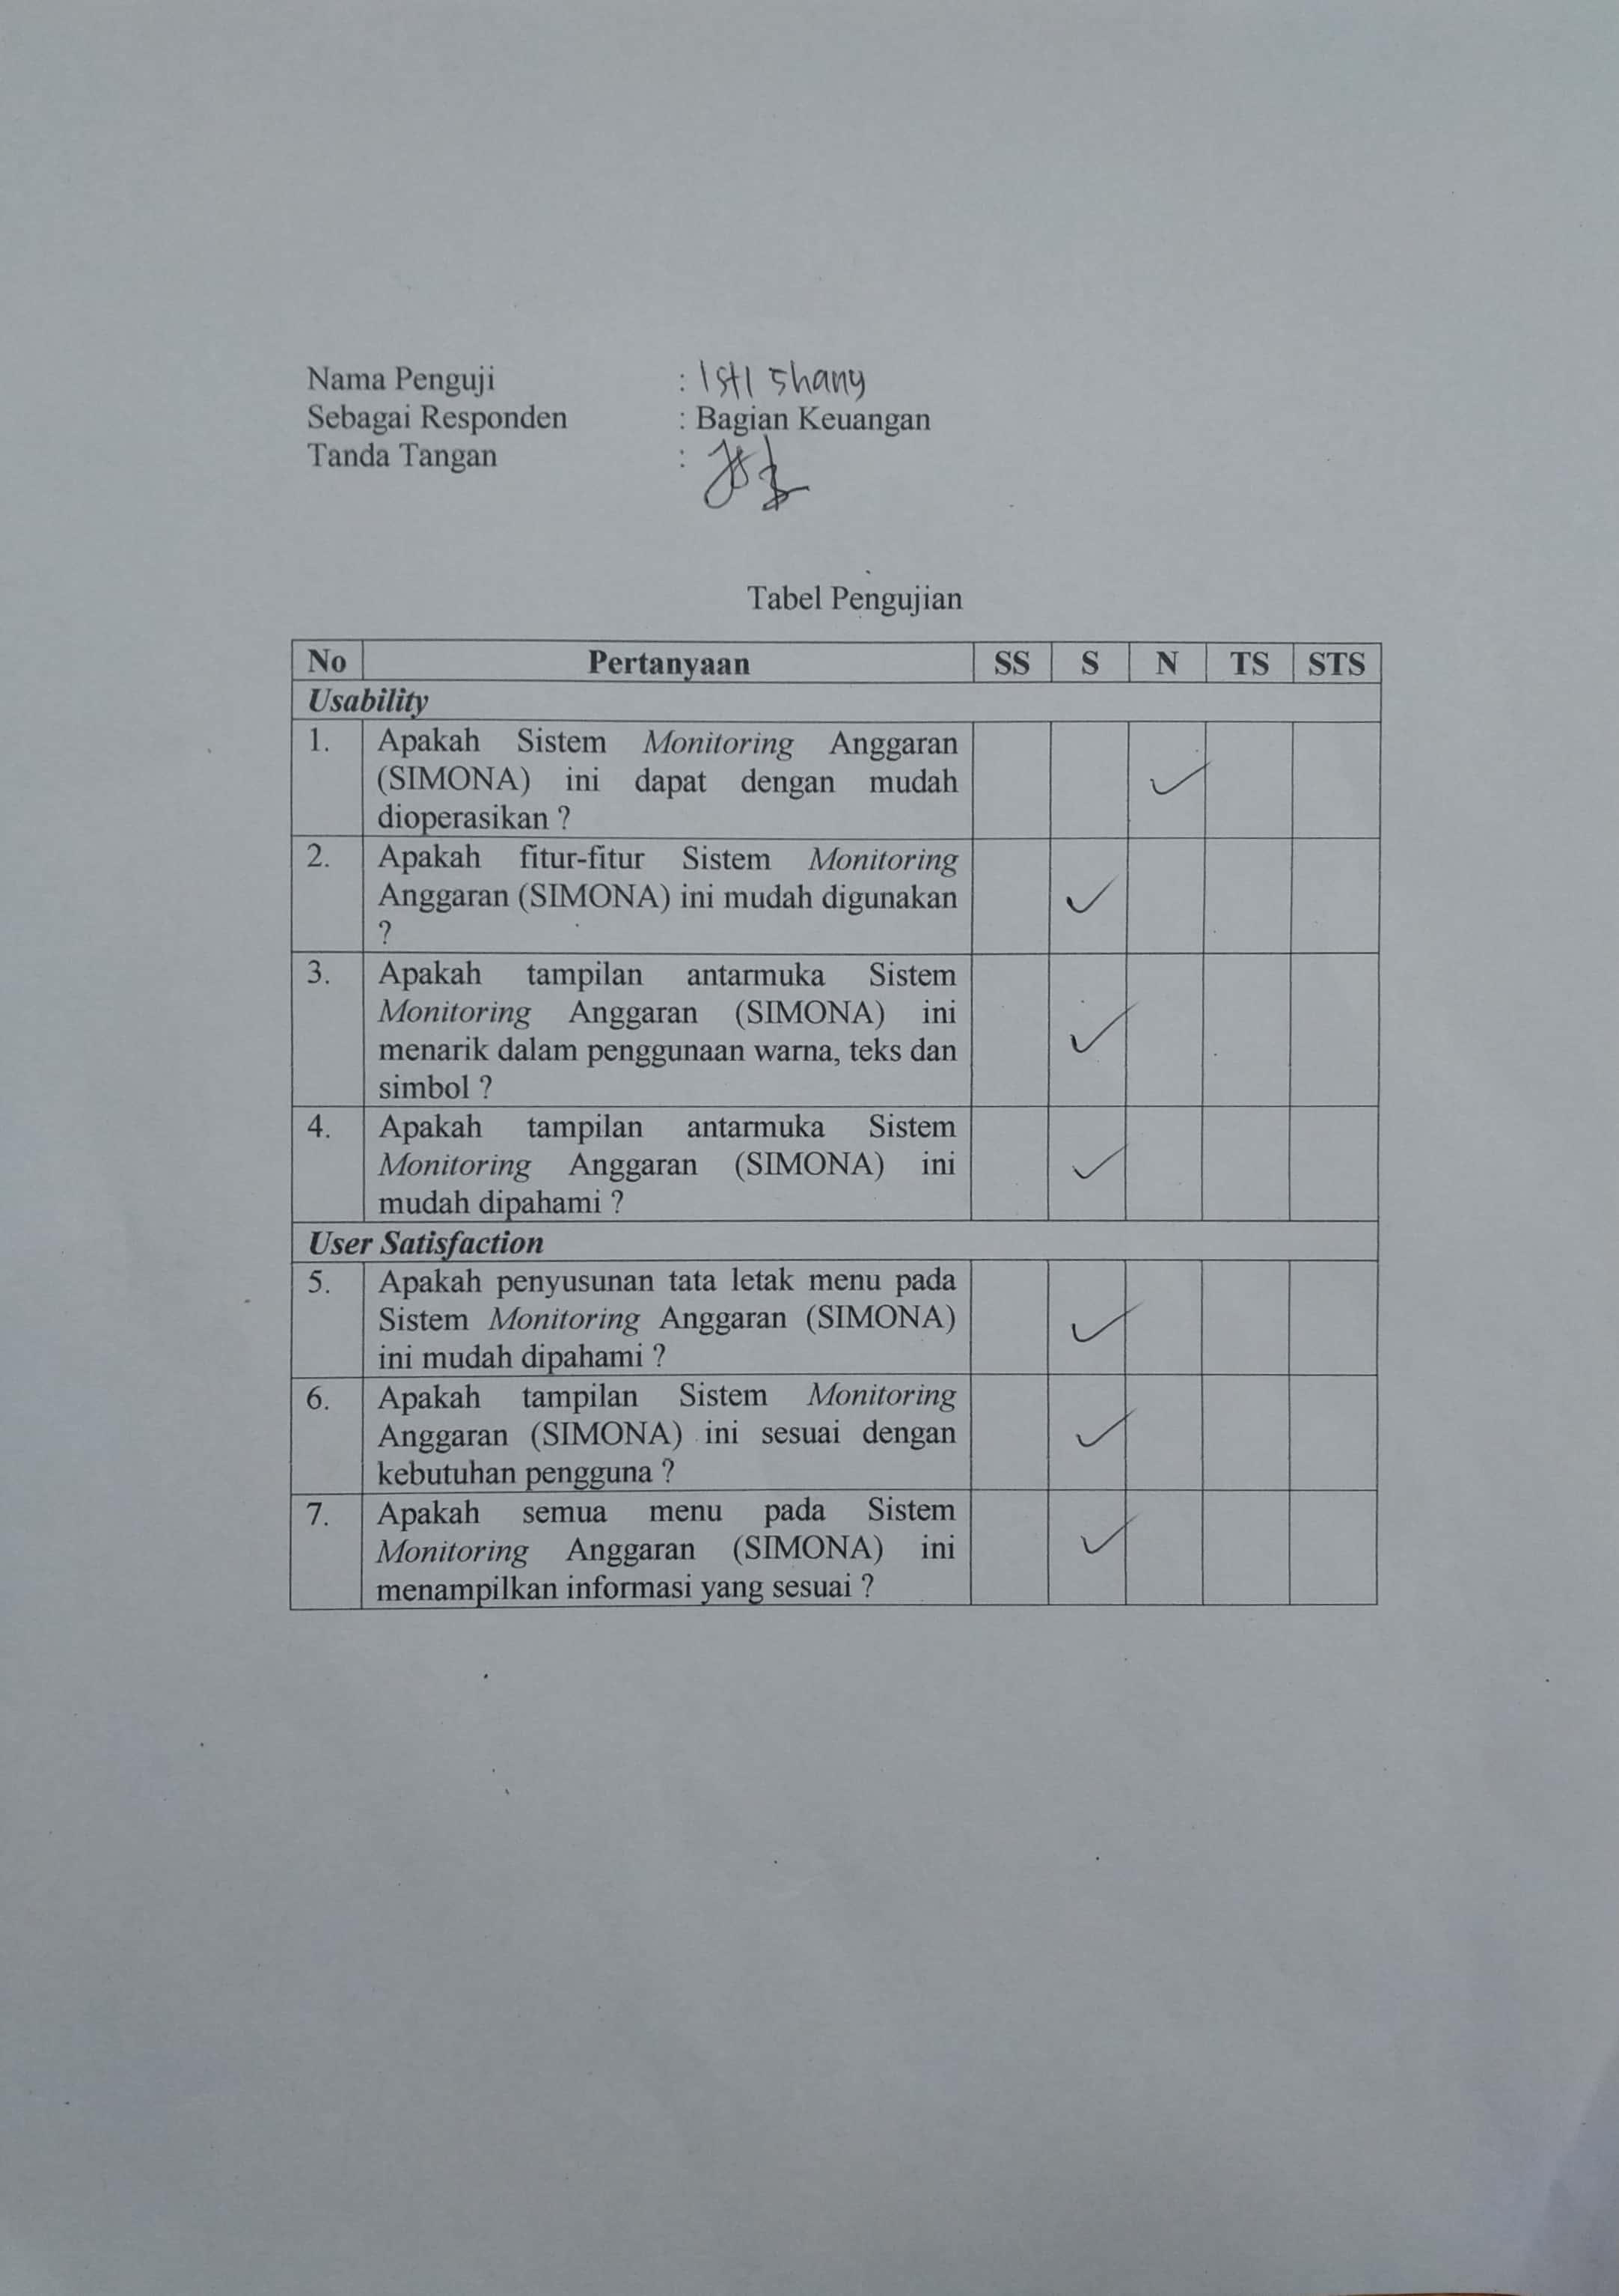 Nama Penguji : Isti Shany
Sebagai Responden : Bagian Keuangan
Tanda Tangan :
Tabel Pengujian
No Pertanyaan SS S N TS STS
Usability
1. Apakah Sistem Monitoring Anggaran
(SIMONA) ini dapat dengan mudah
dioperasikan ? ✓
2. Apakah fitur-fitur Sistem Monitoring
Anggaran (SIMONA) ini mudah digunakan ✓
?
3. Apakah tampilan antarmuka Sistem
Monitoring Anggaran (SIMONA) ini
menarik dalam penggunaan warna, teks dan ✓
simbol ?
4. Apakah tampilan antarmuka Sistem
Monitoring Anggaran (SIMONA) ini ✓
mudah dipahami ?
User Satisfaction
5. Apakah penyusunan tata letak menu pada
Sistem Monitoring Anggaran (SIMONA) ✓
ini mudah dipahami ?
6. Apakah tampilan Sistem Monitoring
Anggaran (SIMONA) ini sesuai dengan ✓
kebutuhan pengguna ?
7. Apakah semua menu pada Sistem
Monitoring Anggaran (SIMONA) ini ✓
menampilkan informasi yang sesuai ?